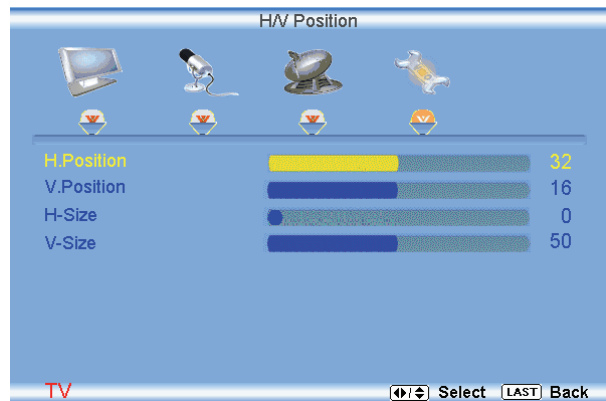 H/V Position
H.Position 32
V.Position 16
H-Size 0
V-Size 50
TV Select LAST Back